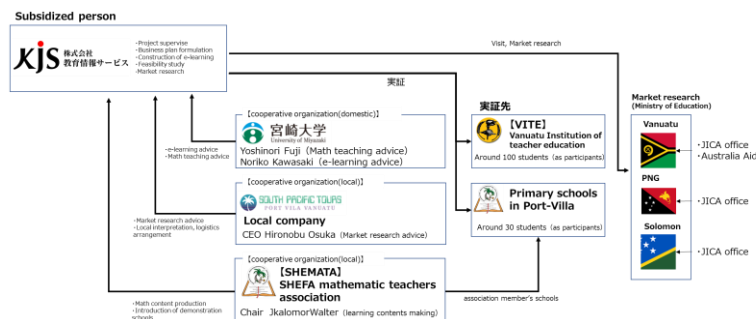 Subsidized person
KJS 株式会社
教育情報サービス
・Project supervise
・Business plan formulation
・Construction of e-learning
・Feasibility study
・Market research
Visit, Market research
実証
【cooperative organization(domestic)】
宮崎大学
University of Miyazaki
Yoshinori Fuji（Math teaching advice）
Noriko Kawasaki（e-learning advice）
・e-learning advice
・Math teaching advice
【cooperative organization(local)】
SOUTH PACIFIC TOURS
PORT VILA VANUATU
Local company
CEO Hironobu Osuka（Market research advice）
・Market research advice
・Local interpretation, logistics
arrangement
【cooperative organization(local)】
【SHEMATA】
SHEFA mathematic teachers
association
Chair JkalomorWalter（learning contents making）
・Math content production
・Introduction of demonstration
schools
association member's schools
実証先
【VITE】
Vanuatu Institution of
teacher education
Around 100 students（as participants）
Primary schools
in Port-Villa
Around 30 students（as participants）
Market research
(Ministry of Education)
Vanuatu
・JICA office
・Australia Aid
PNG
・JICA office
Solomon
・JICA office